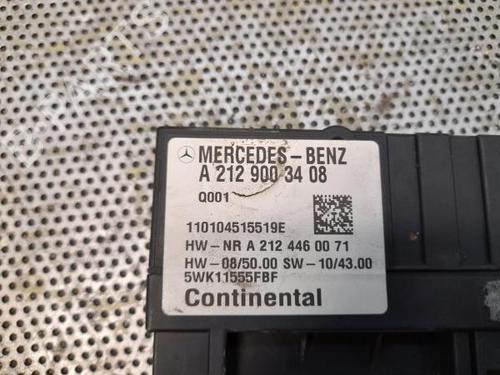 MERCEDES-BENZ
A 212 900 34 08
Q001
110104515519E
HW-NR A 212 446 00 71
HW-08/50.00 SW-10/43.00
5WK11555FBF
Continental
PARTS